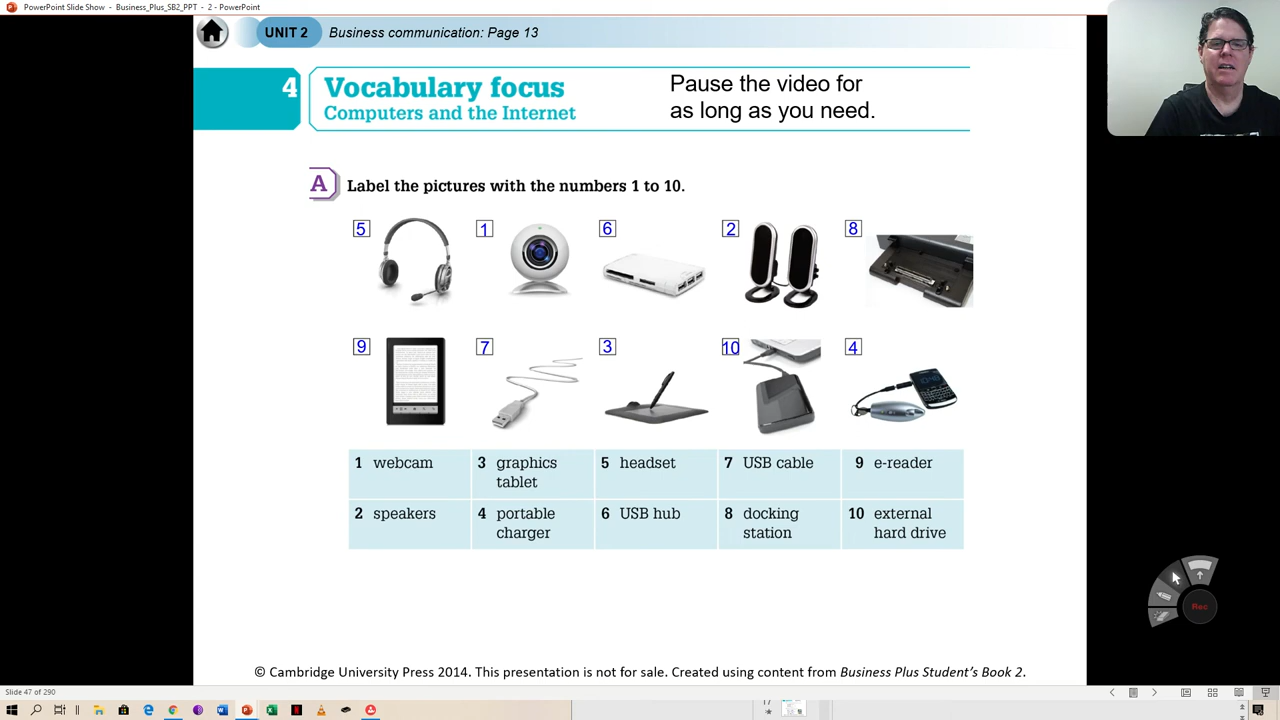 PowerPoint Slide Show - Business_Plus_SB2_PPT - 2 - PowerPoint
UNIT 2
Business communication: Page 13
4
Vocabulary focus
Computers and the Internet
Pause the video for
as long as you need.
A
Label the pictures with the numbers 1 to 10.
5
1
6
2
8
9
7
3
10
4
1 webcam
3 graphics
tablet
5 headset
7 USB cable
9 e-reader
2 speakers
4 portable
charger
6 USB hub
8 docking
station
10 external
hard drive
Rec
© Cambridge University Press 2014. This presentation is not for sale. Created using content from Business Plus Student's Book 2.
Slide 47 of 290